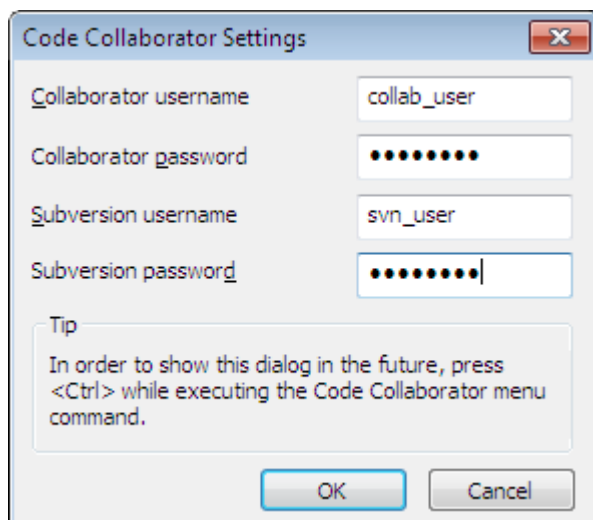 Code Collaborator Settings
Collaborator username
collab_user
Collaborator password
●●●●●●●●
Subversion username
svn_user
Subversion password
●●●●●●●●
Tip
In order to show this dialog in the future, press
<Ctrl> while executing the Code Collaborator menu
command.
OK
Cancel